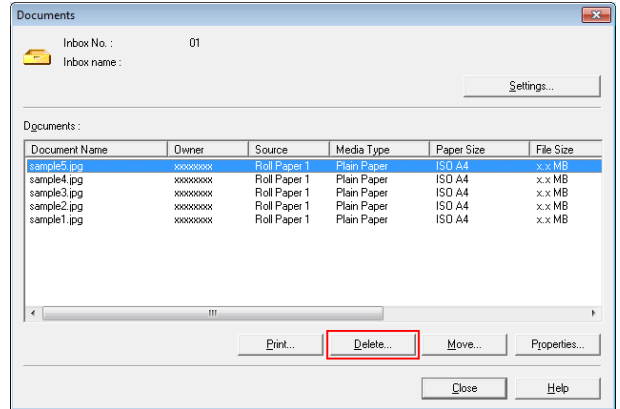 Documents
Inbox No. : 01
Inbox name :
Settings...
Documents :
Document Name Owner Source Media Type Paper Size File Size
sample5.jpg xxxxxxxx Roll Paper 1 Plain Paper ISO A4 x.x MB
sample4.jpg xxxxxxxx Roll Paper 1 Plain Paper ISO A4 x.x MB
sample3.jpg xxxxxxxx Roll Paper 1 Plain Paper ISO A4 x.x MB
sample2.jpg xxxxxxxx Roll Paper 1 Plain Paper ISO A4 x.x MB
sample1.jpg xxxxxxxx Roll Paper 1 Plain Paper ISO A4 x.x MB
Print... Delete... Move... Properties...
Close Help